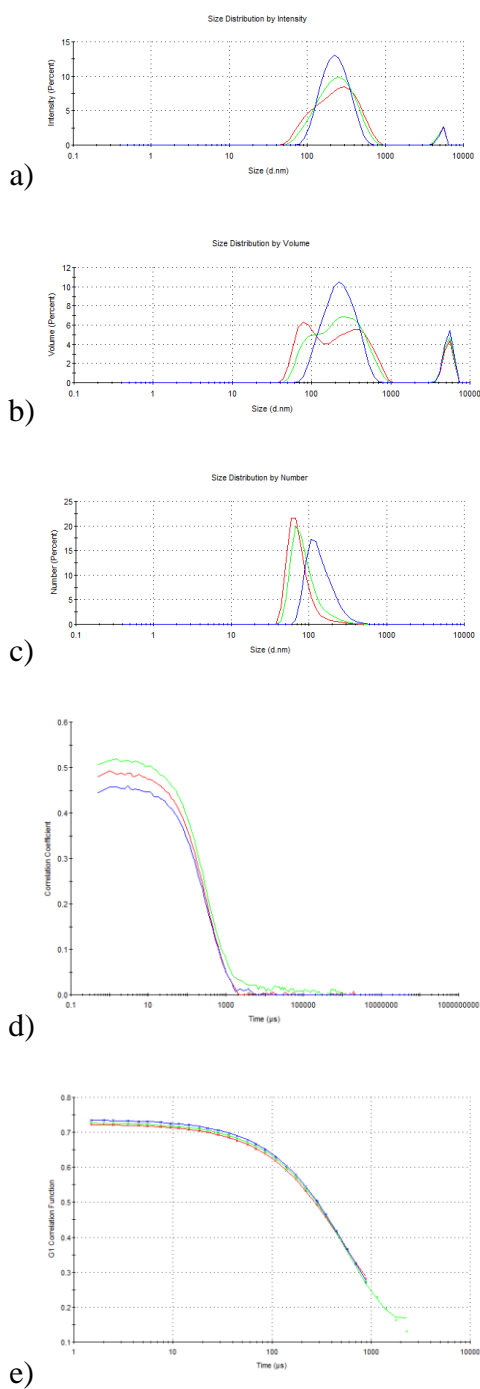 Size Distribution by Intensity
Intensity (Percent)
15
10
5
0
0.1 1 10 100 1000 10000
Size (d.nm)
a)
Size Distribution by Volume
Volume (Percent)
12
10
8
6
4
2
0
0.1 1 10 100 1000 10000
Size (d.nm)
b)
Size Distribution by Number
Number (Percent)
25
20
15
10
5
0
0.1 1 10 100 1000 10000
Size (d.nm)
c)
Correlation Coefficient
0.6
0.5
0.4
0.3
0.2
0.1
0.0
0.1 10 1000 100000 10000000 1000000000
Time (µs)
d)
G1 Correlation Function
0.8
0.7
0.6
0.5
0.4
0.3
0.2
0.1
1 10 100 1000 10000
Time (µs)
e)